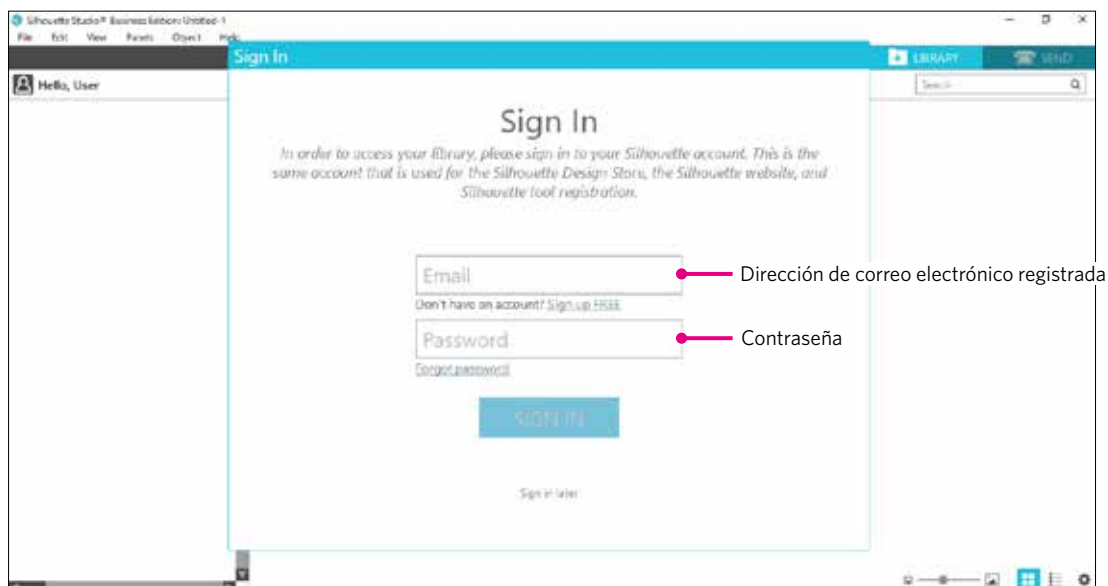 Silhouette Studio® Business Edition: Untitled-1
File Edit View Panels Object Help
Sign In
LIBRARY
SEND
Hello, User
Search
Sign In
In order to access your library, please sign in to your Silhouette account. This is the
same account that is used for the Silhouette Design Store, the Silhouette website, and
Silhouette tool registration.
Email
Dirección de correo electrónico registrada
Don't have an account? Sign up FREE
Password
Contraseña
Forgot password
SIGN IN
Sign in later